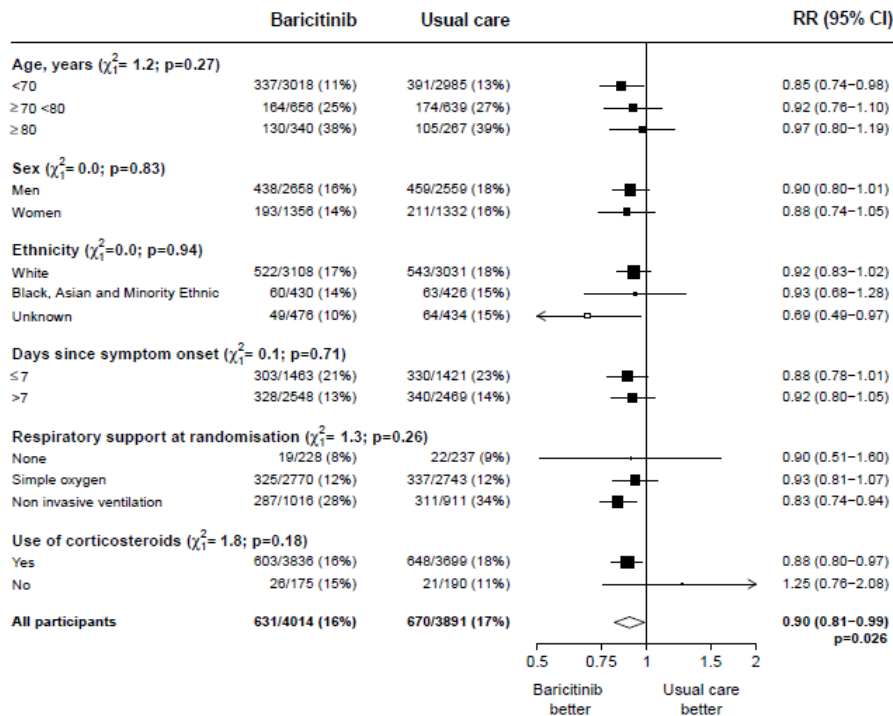 Baricitinib Usual care RR (95% CI)
Age, years (χ²₁= 1.2; p=0.27)
<70 337/3018 (11%) 391/2985 (13%) 0.85 (0.74−0.98)
≥70 <80 164/656 (25%) 174/639 (27%) 0.92 (0.76−1.10)
≥80 130/340 (38%) 105/267 (39%) 0.97 (0.80−1.19)
Sex (χ²₁= 0.0; p=0.83)
Men 438/2658 (16%) 459/2559 (18%) 0.90 (0.80−1.01)
Women 193/1356 (14%) 211/1332 (16%) 0.88 (0.74−1.05)
Ethnicity (χ²₁=0.0; p=0.94)
White 522/3108 (17%) 543/3031 (18%) 0.92 (0.83−1.02)
Black, Asian and Minority Ethnic 60/430 (14%) 63/426 (15%) 0.93 (0.68−1.28)
Unknown 49/476 (10%) 64/434 (15%) 0.69 (0.49−0.97)
Days since symptom onset (χ²₁= 0.1; p=0.71)
≤7 303/1463 (21%) 330/1421 (23%) 0.88 (0.78−1.01)
>7 328/2548 (13%) 340/2469 (14%) 0.92 (0.80−1.05)
Respiratory support at randomisation (χ²₁= 1.3; p=0.26)
None 19/228 (8%) 22/237 (9%) 0.90 (0.51−1.60)
Simple oxygen 325/2770 (12%) 337/2743 (12%) 0.93 (0.81−1.07)
Non invasive ventilation 287/1016 (28%) 311/911 (34%) 0.83 (0.74−0.94)
Use of corticosteroids (χ²₁= 1.8; p=0.18)
Yes 603/3836 (16%) 648/3699 (18%) 0.88 (0.80−0.97)
No 26/175 (15%) 21/190 (11%) 1.25 (0.76−2.08)
All participants 631/4014 (16%) 670/3891 (17%) 0.90 (0.81−0.99)
p=0.026
0.5 0.75 1 1.5 2
Baricitinib Usual care
better better